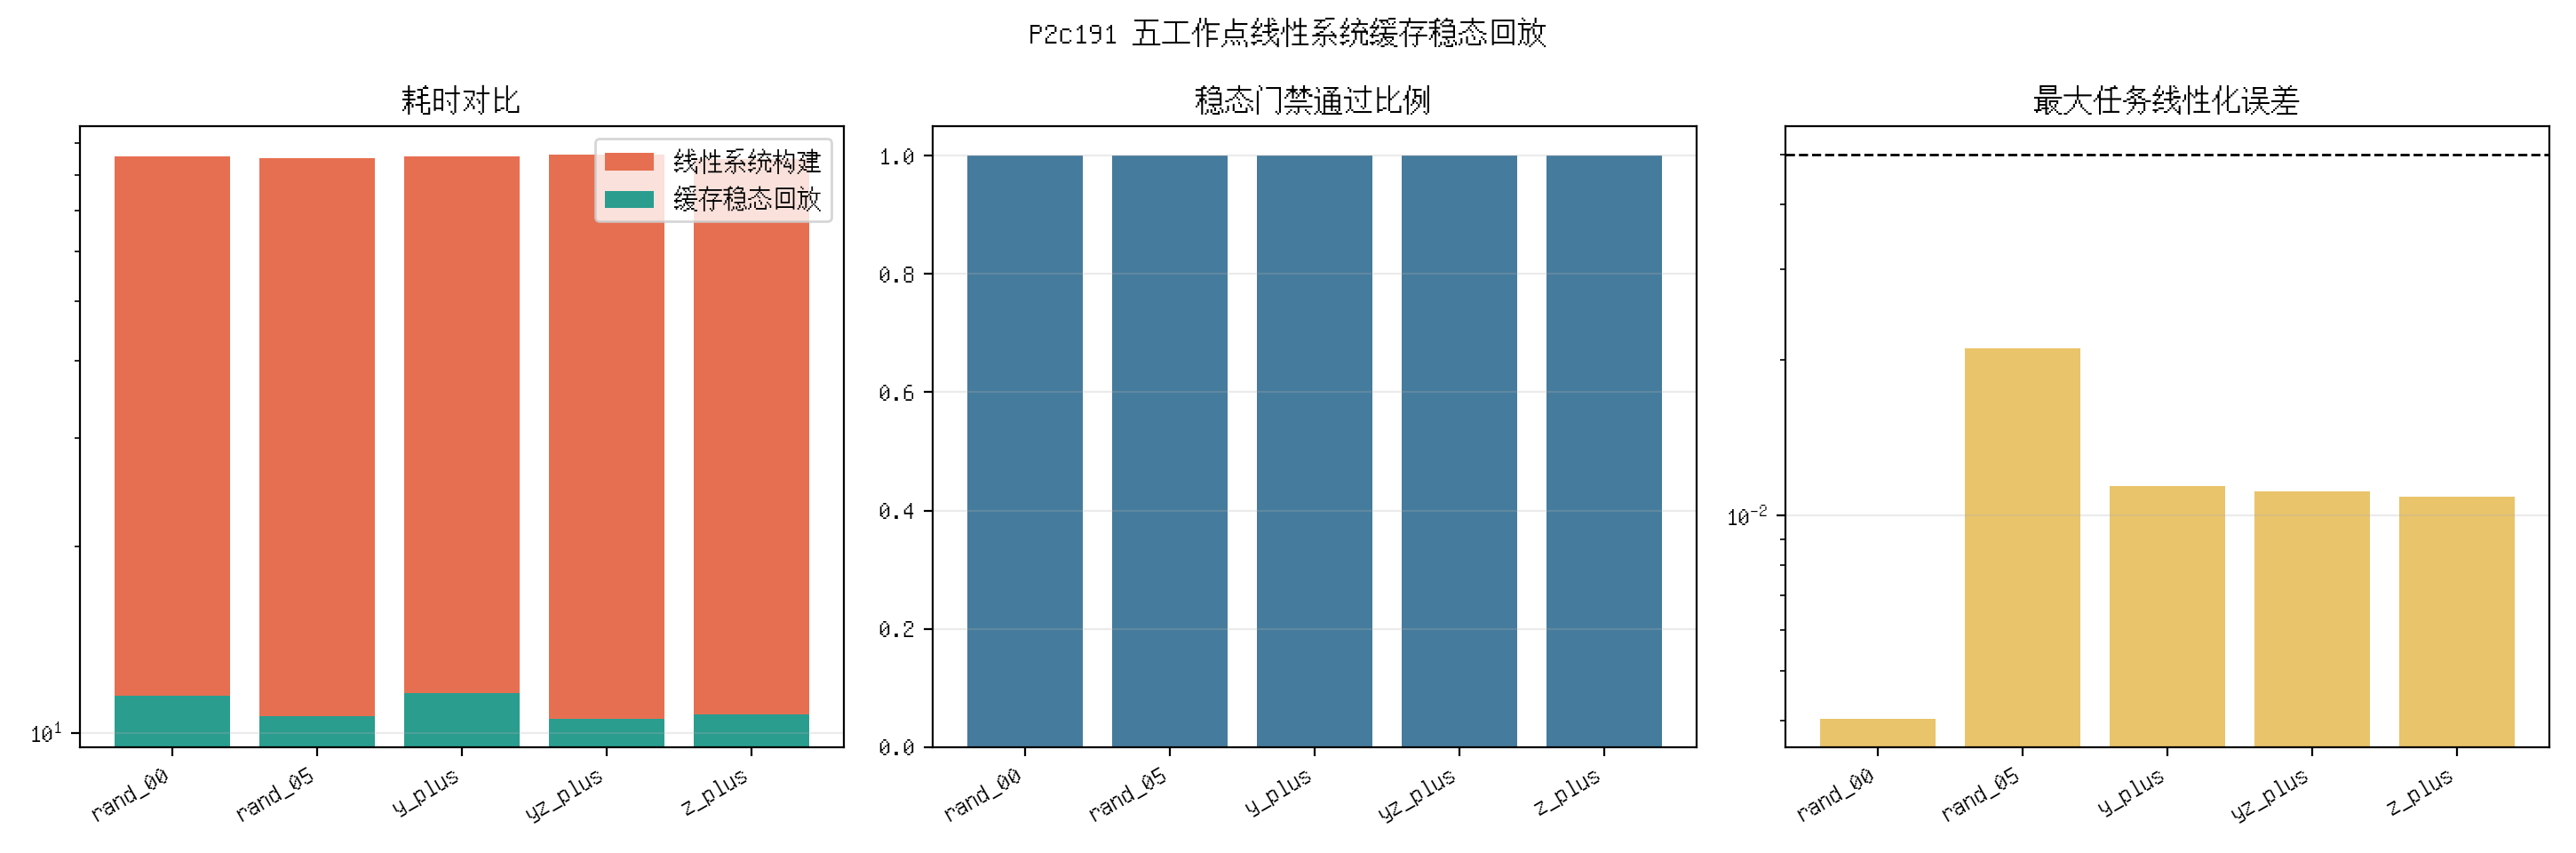 P2c191 五工作点线性系统缓存稳态回放
耗时对比
线性系统构建
缓存稳态回放
10¹
rand_00
rand_05
y_plus
yz_plus
z_plus
稳态门禁通过比例
1.0
0.8
0.6
0.4
0.2
0.0
rand_00
rand_05
y_plus
yz_plus
z_plus
最大任务线性化误差
10⁻²
rand_00
rand_05
y_plus
yz_plus
z_plus